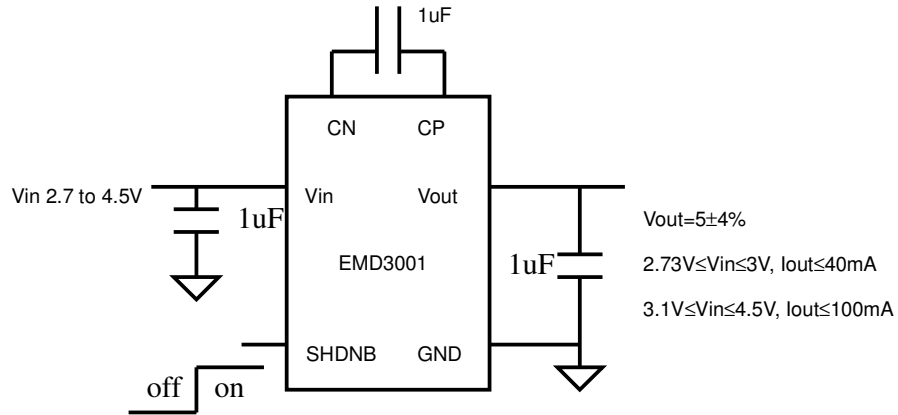 1uF
CN CP
Vin 2.7 to 4.5V
Vin Vout
1uF
Vout=5±4%
EMD3001
1uF
2.73V≤Vin≤3V, Iout≤40mA
3.1V≤Vin≤4.5V, Iout≤100mA
SHDNB GND
off on